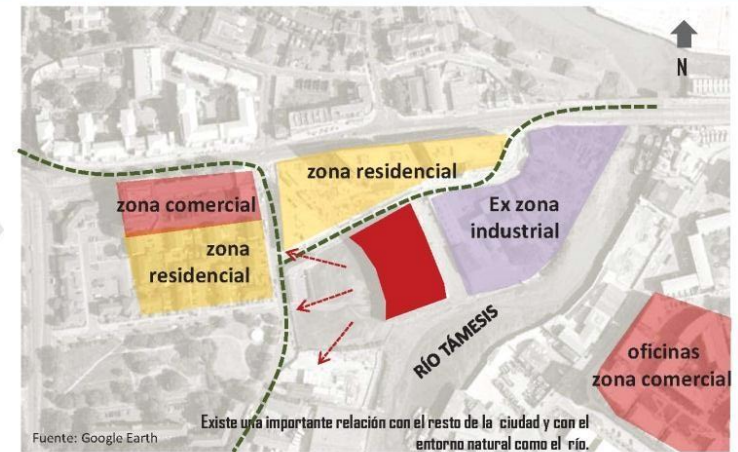 N
zona residencial
zona comercial
zona
residencial
Ex zona
industrial
RÍO TÁMESIS
oficinas
zona comercial
Existe una importante relación con el resto de la ciudad y con el
entorno natural como el río.
Fuente: Google Earth